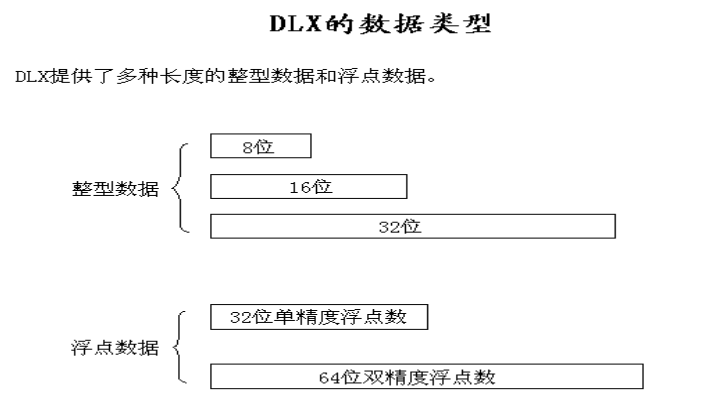 DLX的数据类型
DLX提供了多种长度的整型数据和浮点数据。
8位
整型数据
16位
32位
32位单精度浮点数
浮点数据
64位双精度浮点数